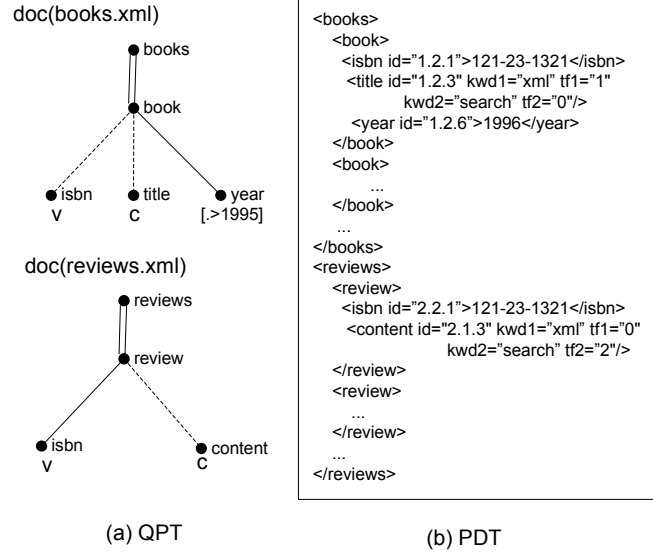 doc(books.xml)
books
book
isbn
v
title
c
year
[.>1995]
doc(reviews.xml)
reviews
review
isbn
v
content
c
(a) QPT
<books>
<book>
<isbn id="1.2.1">121-23-1321</isbn>
<title id="1.2.3" kwd1="xml" tf1="1"
kwd2="search" tf2="0"/>
<year id="1.2.6">1996</year>
</book>
<book>
...
</book>
...
</books>
<reviews>
<review>
<isbn id="2.2.1">121-23-1321</isbn>
<content id="2.1.3" kwd1="xml" tf1="0"
kwd2="search" tf2="2"/>
</review>
<review>
...
</review>
...
</reviews>
(b) PDT